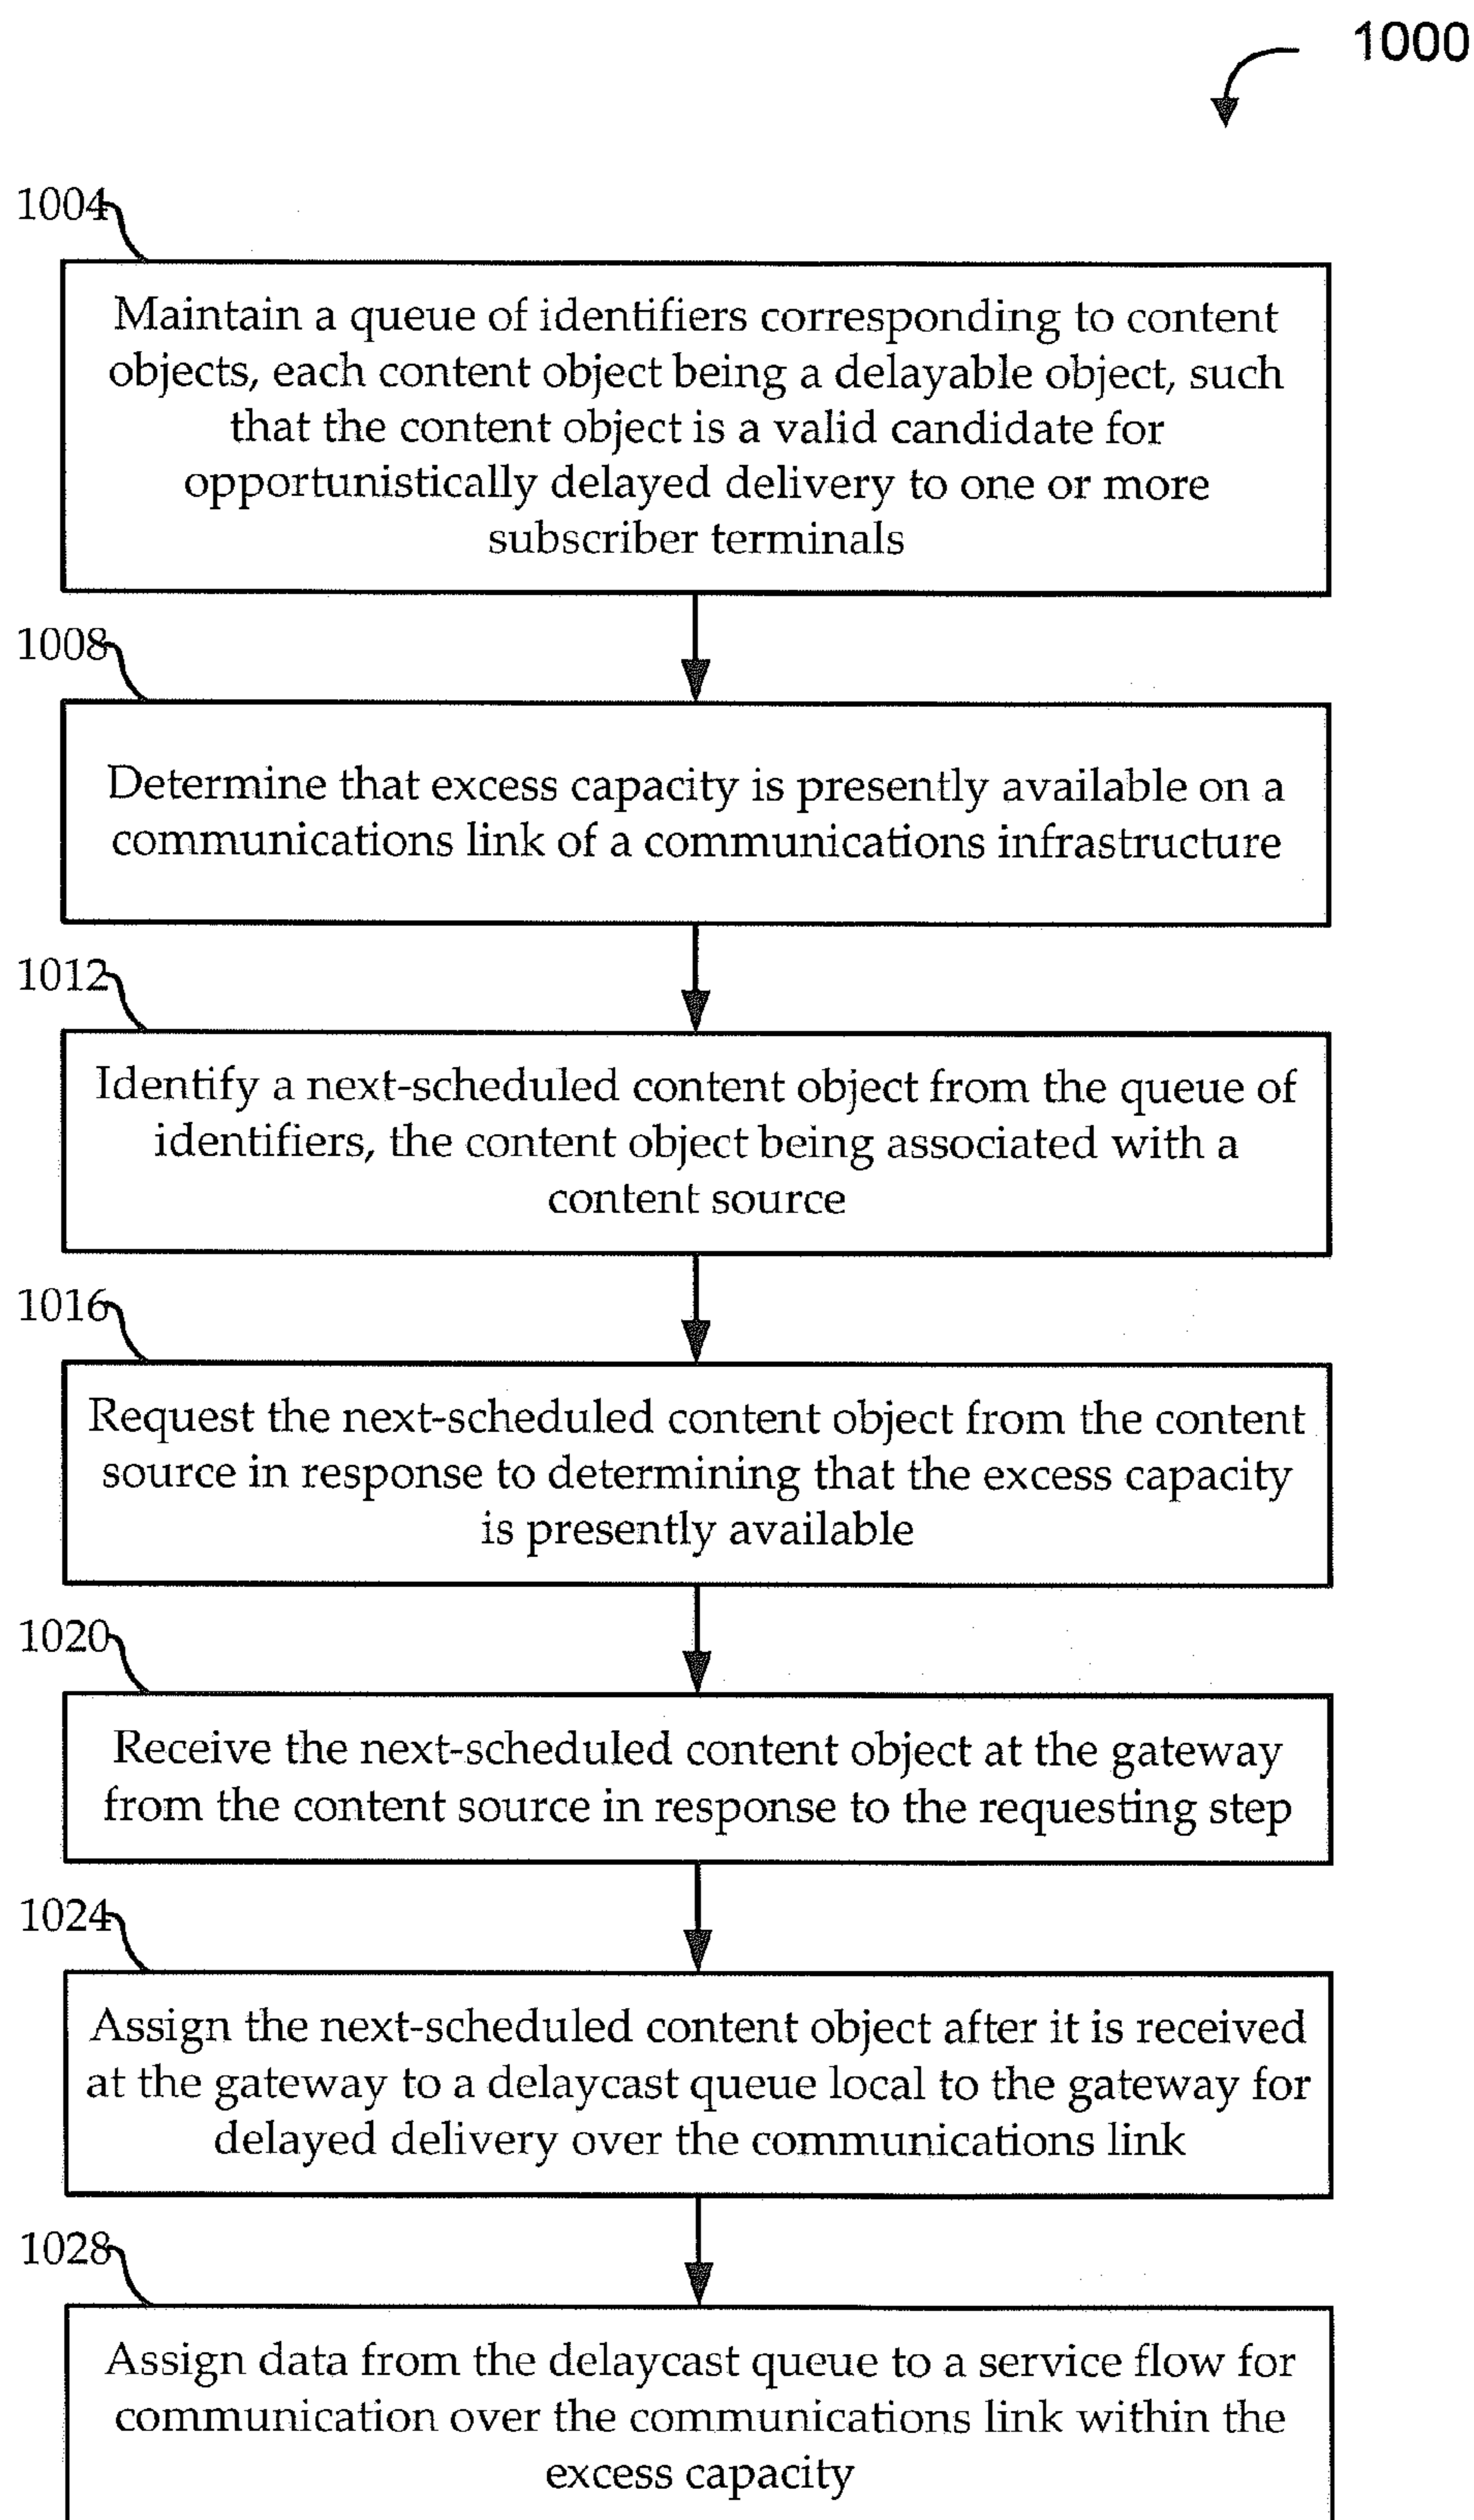 1000
1004
Maintain a queue of identifiers corresponding to content
objects, each content object being a delayable object, such
that the content object is a valid candidate for
opportunistically delayed delivery to one or more
subscriber terminals
1008
Determine that excess capacity is presently available on a
communications link of a communications infrastructure
1012
Identify a next-scheduled content object from the queue of
identifiers, the content object being associated with a
content source
1016
Request the next-scheduled content object from the content
source in response to determining that the excess capacity
is presently available
1020
Receive the next-scheduled content object at the gateway
from the content source in response to the requesting step
1024
Assign the next-scheduled content object after it is received
at the gateway to a delaycast queue local to the gateway for
delayed delivery over the communications link
1028
Assign data from the delaycast queue to a service flow for
communication over the communications link within the
excess capacity